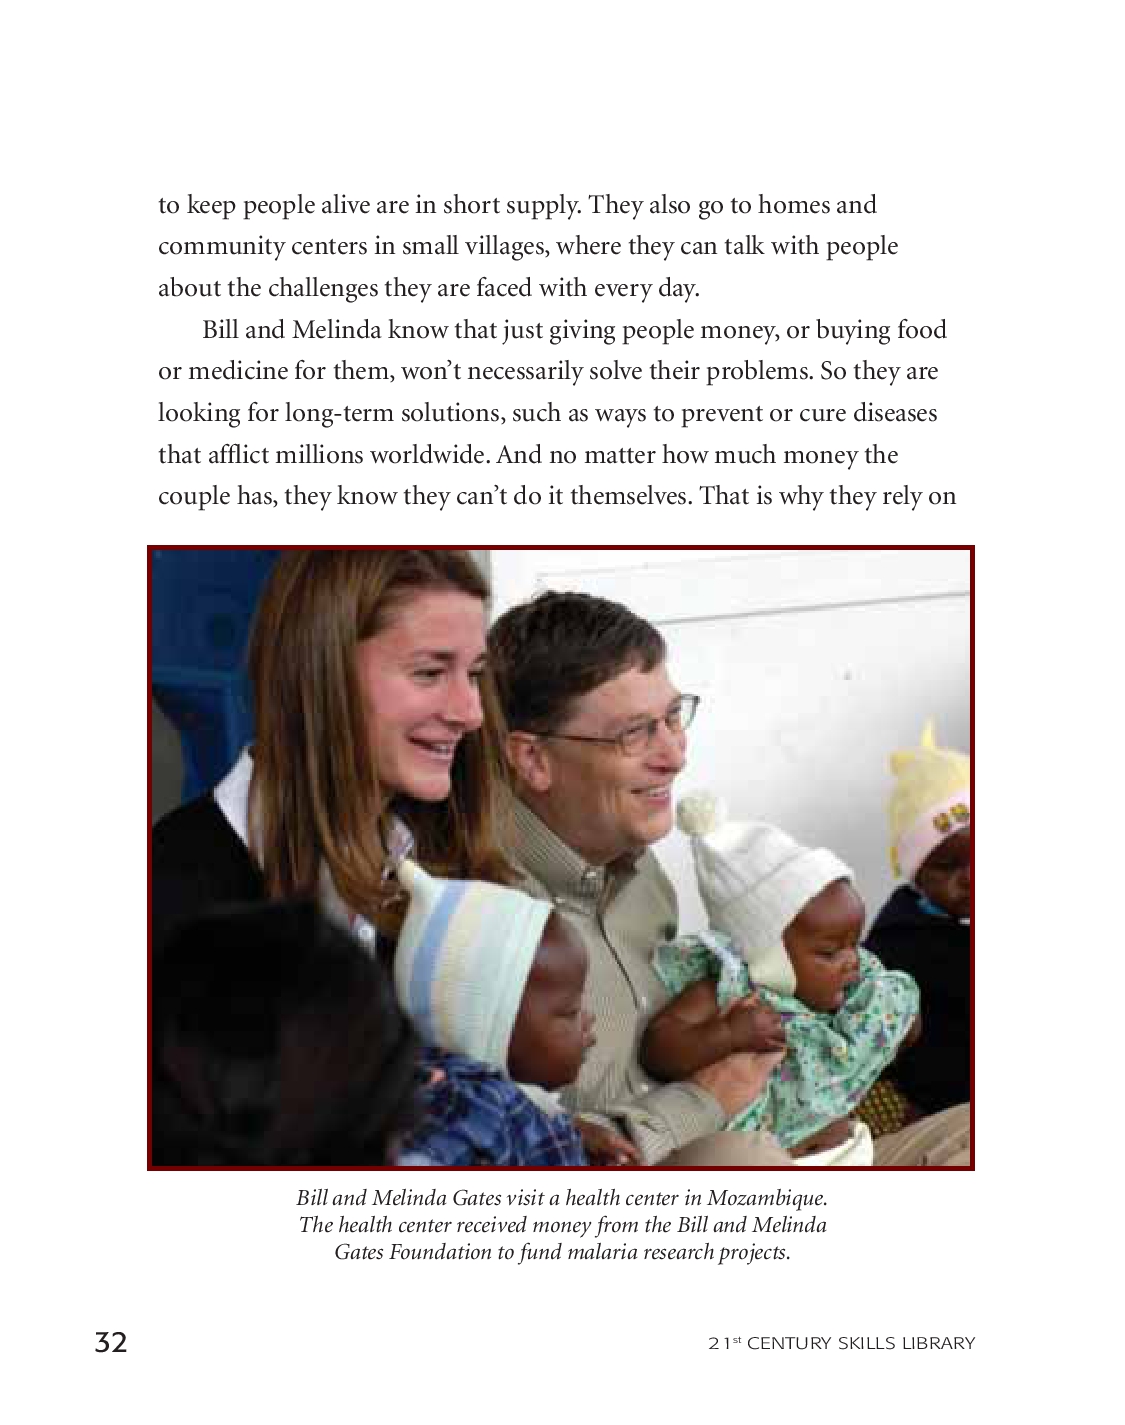 to keep people alive are in short supply. They also go to homes and
community centers in small villages, where they can talk with people
about the challenges they are faced with every day.
Bill and Melinda know that just giving people money, or buying food
or medicine for them, won’t necessarily solve their problems. So they are
looking for long-term solutions, such as ways to prevent or cure diseases
that afflict millions worldwide. And no matter how much money the
couple has, they know they can’t do it themselves. That is why they rely on
Bill and Melinda Gates visit a health center in Mozambique.
The health center received money from the Bill and Melinda
Gates Foundation to fund malaria research projects.
32
21st CENTURY SKILLS LIBRARY